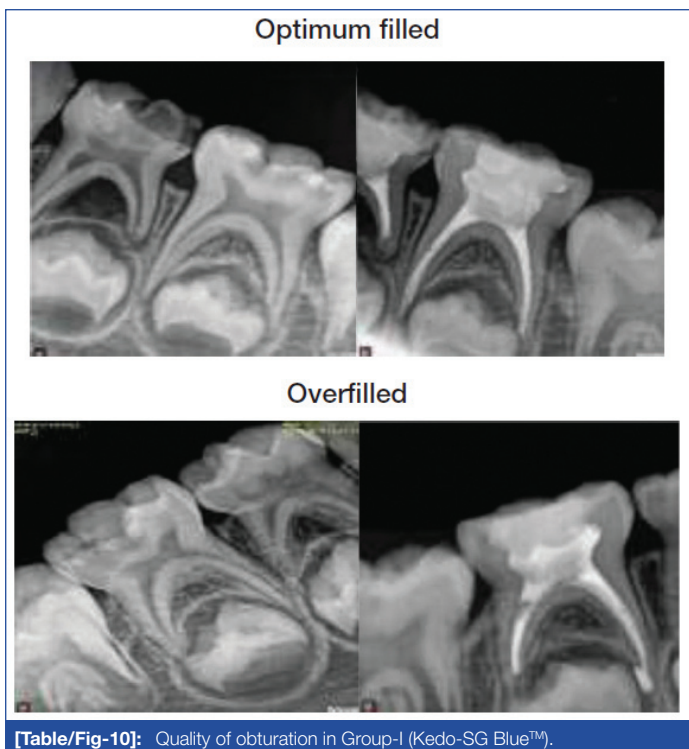 Optimum filled
Overfilled
[Table/Fig-10]: Quality of obturation in Group-I (Kedo-SG Blue™).